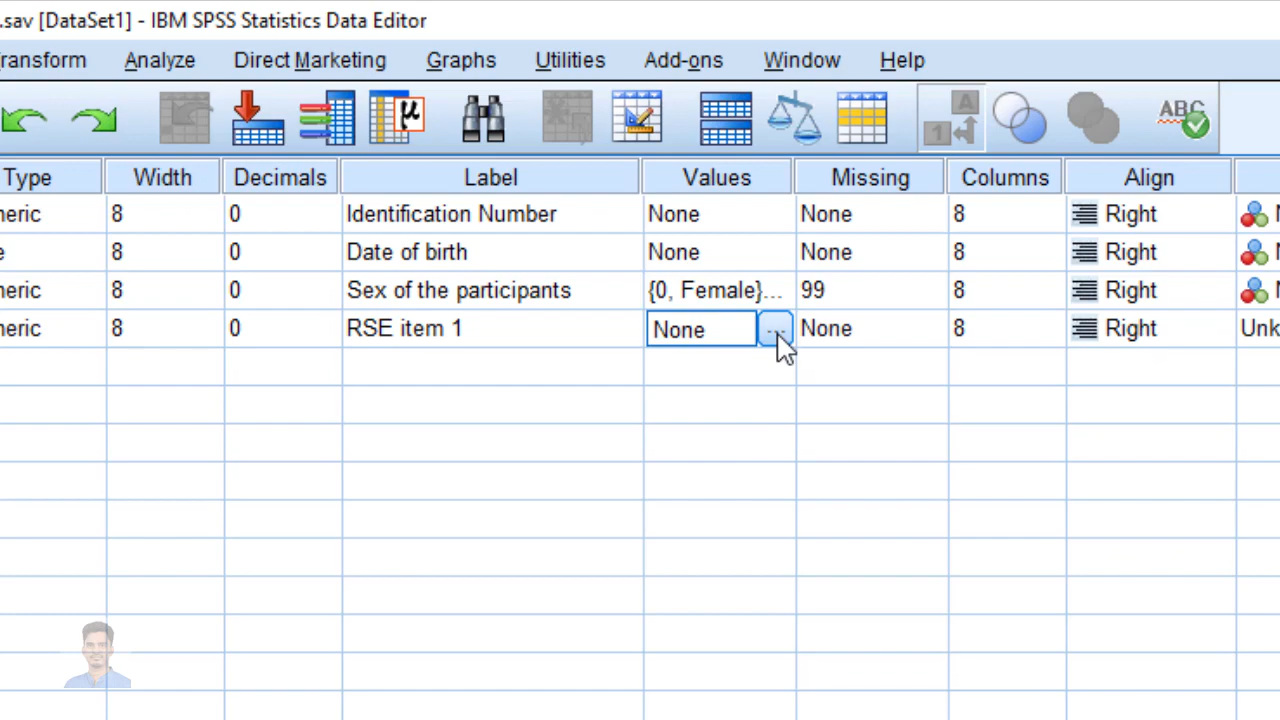 .sav [DataSet1] - IBM SPSS Statistics Data Editor
ransform Analyze Direct Marketing Graphs Utilities Add-ons Window Help
μ A 1 ABC
Type Width Decimals Label Values Missing Columns Align
neric 8 0 Identification Number None None 8 Right N
e 8 0 Date of birth None None 8 Right N
neric 8 0 Sex of the participants {0, Female}... 99 8 Right N
neric 8 0 RSE item 1 None ... None 8 Right Unk